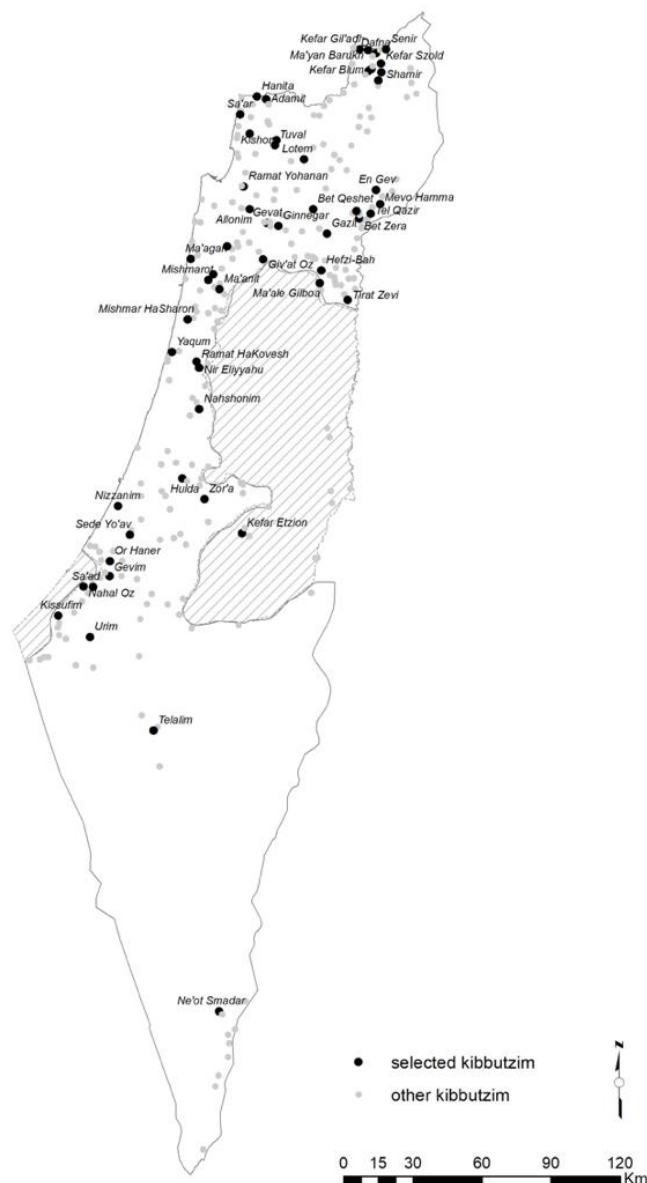 Kefar Gil'adi
Dafna
Senir
Ma'yan Barukh
Kefar Szold
Kefar Blum
Shamir
Hanita
Adamit
Sa'ar
Kishor
Tuval
Lotem
Ramat Yohanan
En Gev
Bet Qeshet
Mevo Hamma
Gevat
Ginnegar
Tel Qazir
Allonim
Gazit
Bet Zera
Ma'agan
Giv'at Oz
Hefzi-Bah
Mishmarot
Ma'anit
Ma'ale Gilboa
Tirat Zevi
Mishmar HaSharon
Yaqum
Ramat HaKovesh
Nir Eliyyahu
Nahshonim
Hulda
Zor'a
Nizzanim
Sede Yo'av
Kefar Etzion
Or Haner
Gevim
Sa'ad
Nahal Oz
Kissufim
Urim
Telalim
Ne'ot Smadar
selected kibbutzim
other kibbutzim
N
0 15 30 60 90 120
Km